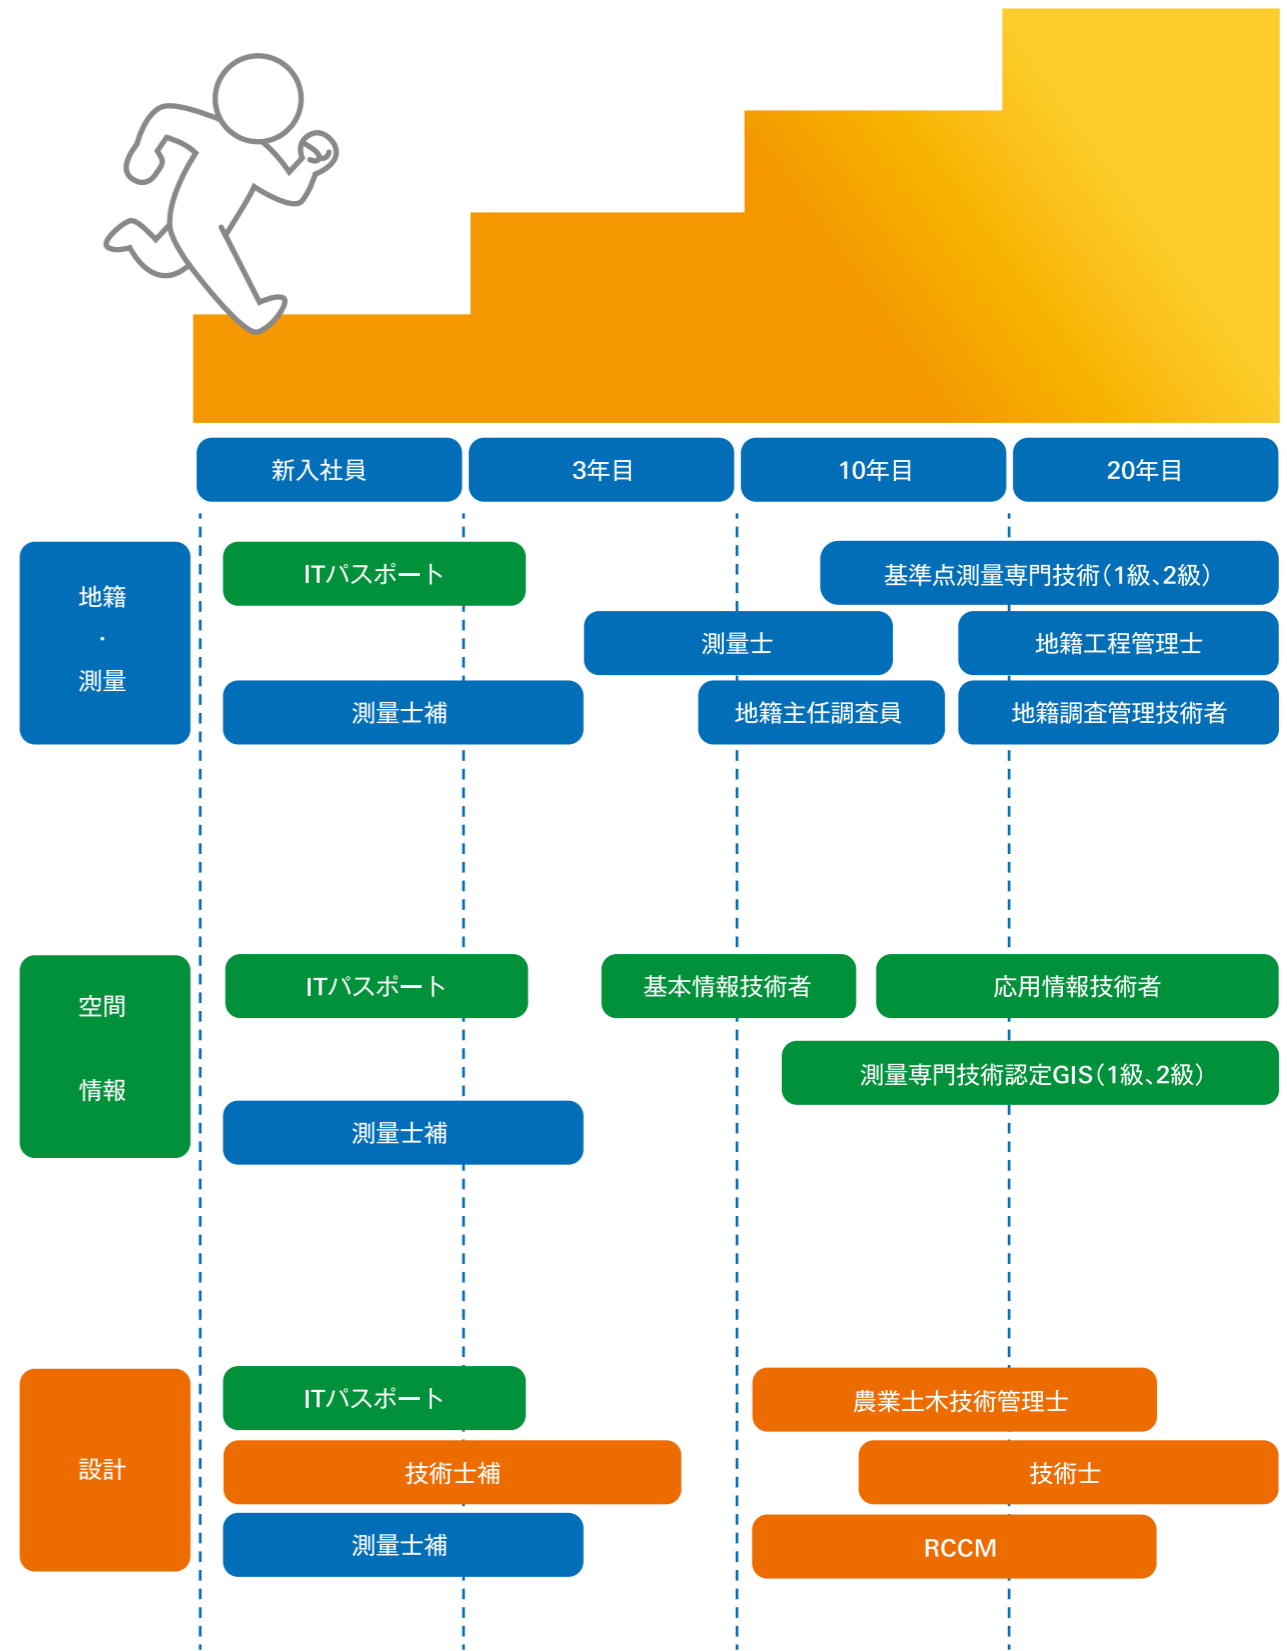 新入社員
3年目
10年目
20年目
地籍
・
測量
ITパスポート
基準点測量専門技術（1級、2級）
測量士
地籍工程管理士
測量士補
地籍主任調査員
地籍調査管理技術者
空間
情報
ITパスポート
基本情報技術者
応用情報技術者
測量専門技術認定GIS（1級、2級）
測量士補
設計
ITパスポート
農業土木技術管理士
技術士補
技術士
測量士補
RCCM